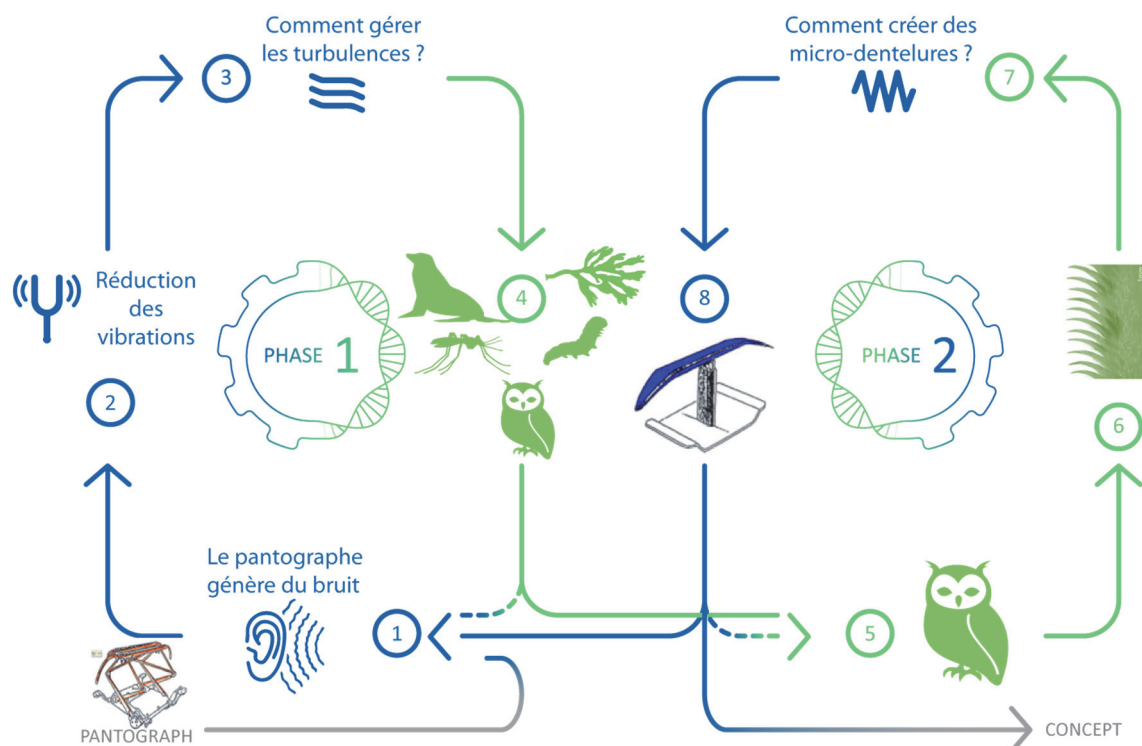 Comment gérer
les turbulences ?
3
Comment créer des
micro-dentelures ?
7
Réduction
des
vibrations
2
PHASE 1
4
8
PHASE 2
6
Le pantographe
génère du bruit
1
5
PANTOGRAPH
CONCEPT